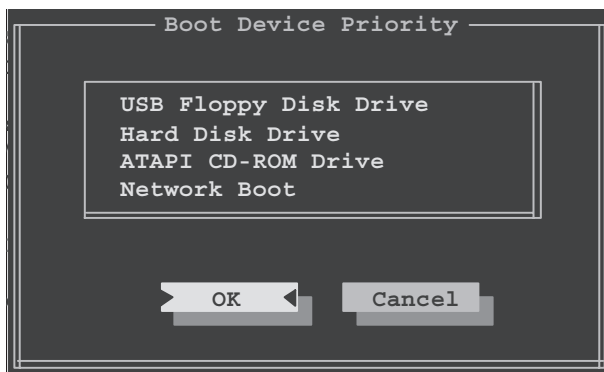 Boot Device Priority
USB Floppy Disk Drive
Hard Disk Drive
ATAPI CD-ROM Drive
Network Boot
OK
Cancel